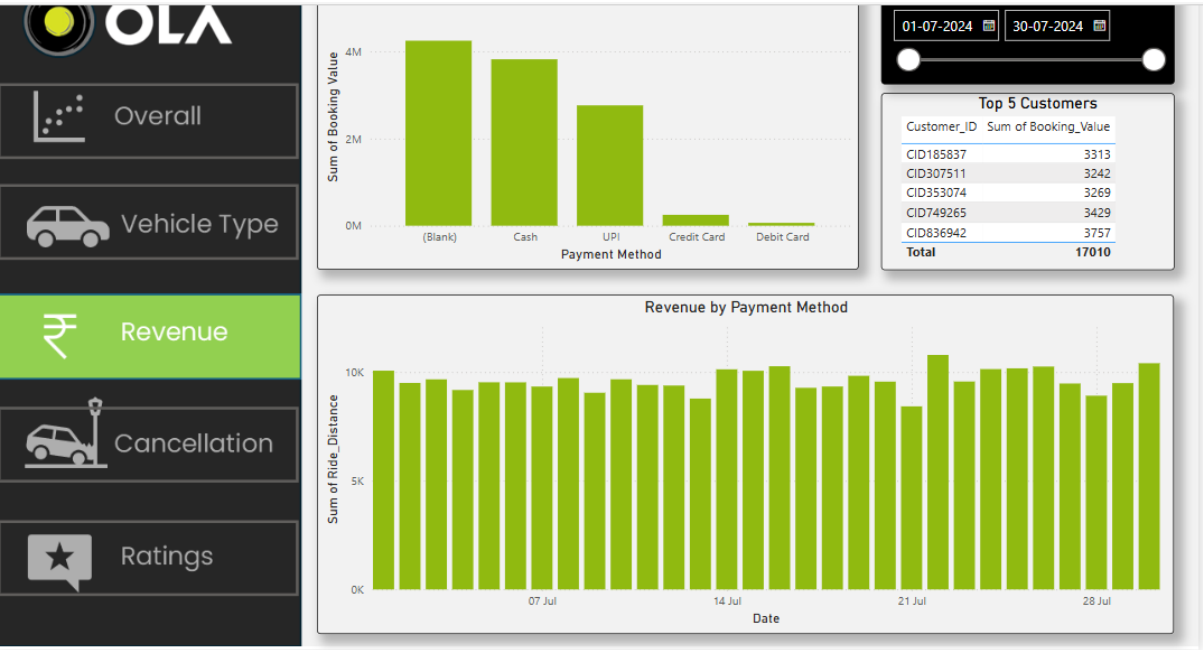 OLA
Overall
Vehicle Type
Revenue
Cancellation
Ratings
Sum of Booking Value
4M
2M
0M
(Blank) Cash UPI Credit Card Debit Card
Payment Method
01-07-2024 30-07-2024
Top 5 Customers
Customer_ID Sum of Booking_Value
CID185837 3313
CID307511 3242
CID353074 3269
CID749265 3429
CID836942 3757
Total 17010
Revenue by Payment Method
Sum of Ride_Distance
10K
5K
0K
07 Jul 14 Jul 21 Jul 28 Jul
Date